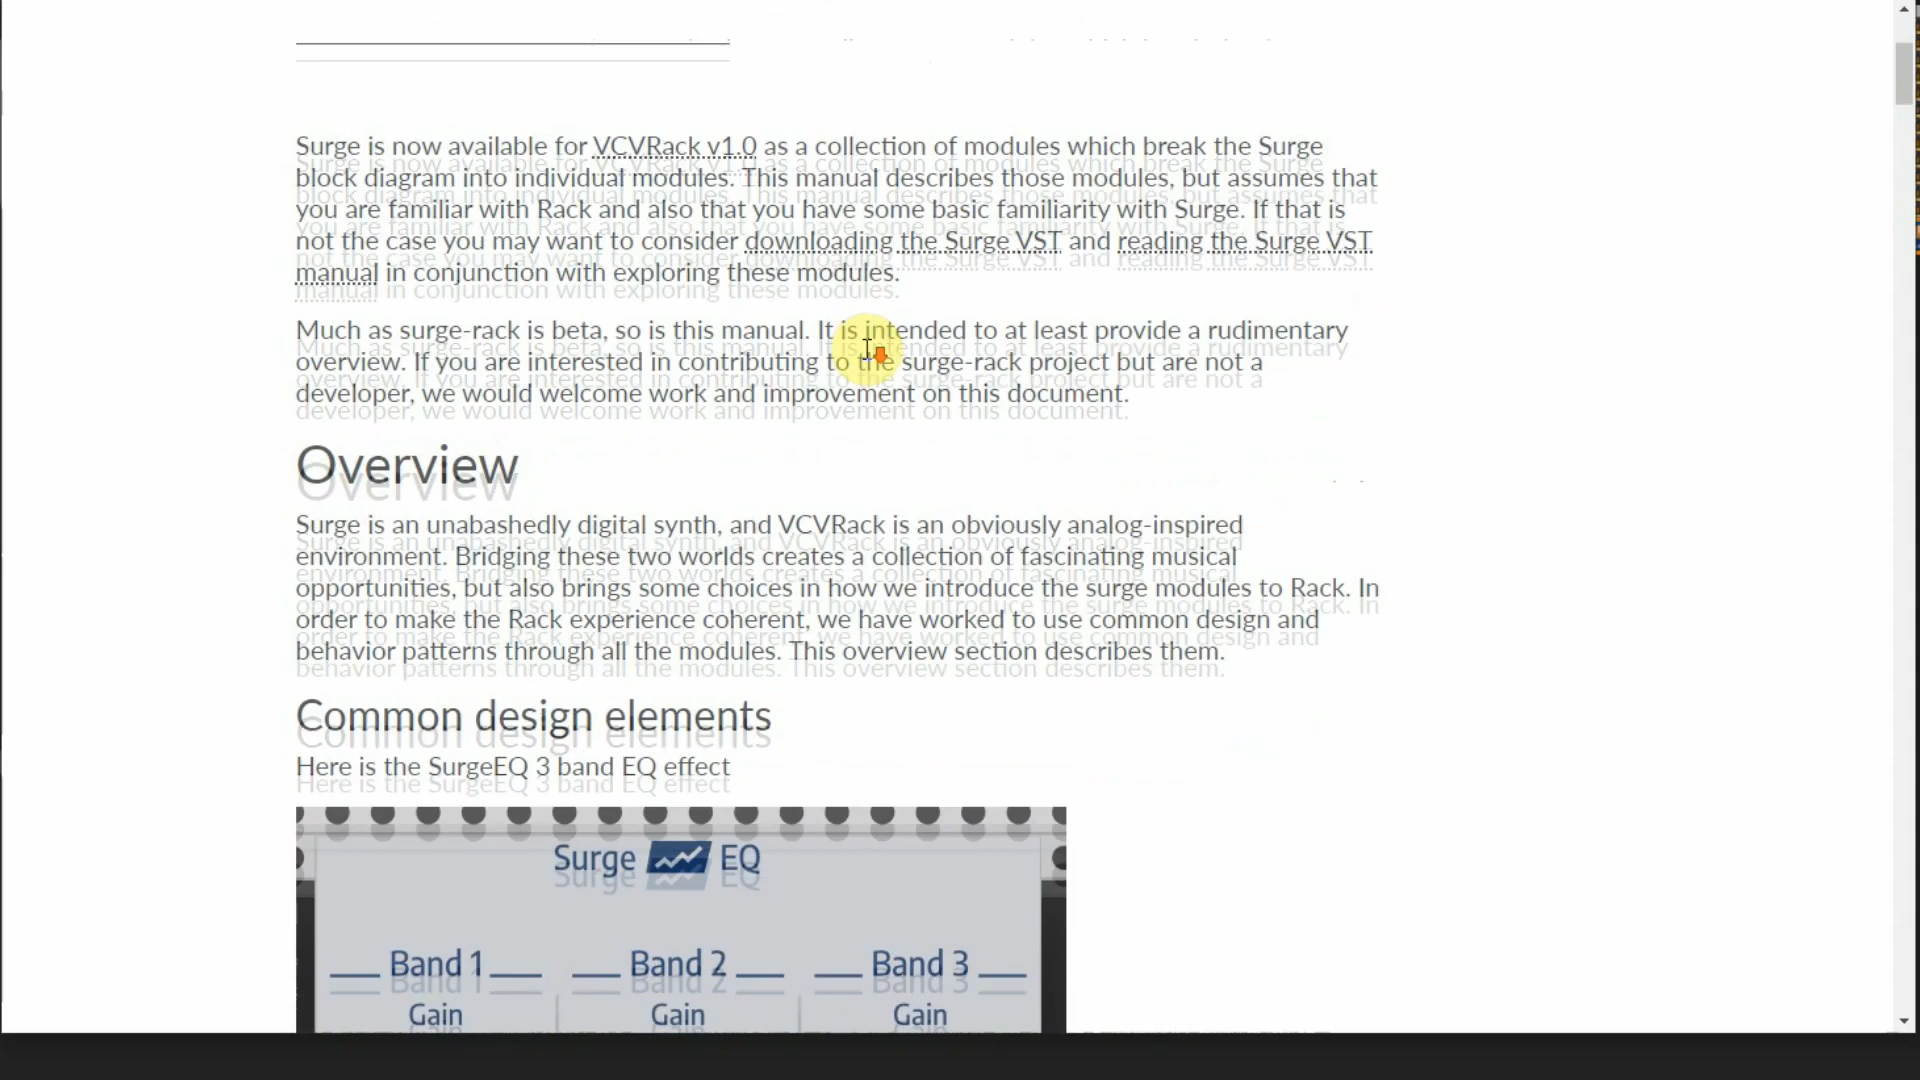 Surge is now available for VCVRack v1.0 as a collection of modules which break the Surge
block diagram into individual modules. This manual describes those modules, but assumes that
you are familiar with Rack and also that you have some basic familiarity with Surge. If that is
not the case you may want to consider downloading the Surge VST and reading the Surge VST
manual in conjunction with exploring these modules.
Much as surge-rack is beta, so is this manual. It is intended to at least provide a rudimentary
overview. If you are interested in contributing to the surge-rack project but are not a
developer, we would welcome work and improvement on this document.
Overview
Surge is an unabashedly digital synth, and VCVRack is an obviously analog-inspired
environment. Bridging these two worlds creates a collection of fascinating musical
opportunities, but also brings some choices in how we introduce the surge modules to Rack. In
order to make the Rack experience coherent, we have worked to use common design and
behavior patterns through all the modules. This overview section describes them.
Common design elements
Here is the SurgeEQ 3 band EQ effect
Surge EQ
Band 1 Band 2 Band 3
Gain Gain Gain